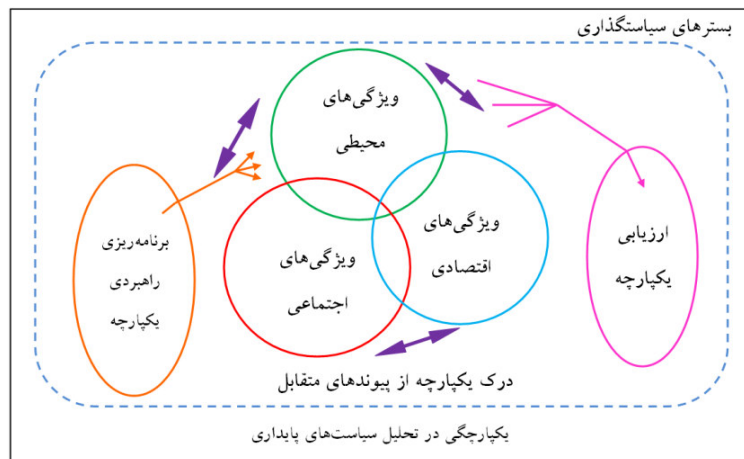 بسترهای سیاستگذاری
ویژگی‌های
محیطی
ویژگی‌های
اقتصادی
ویژگی‌های
اجتماعی
ارزیابی
یکپارچه
برنامه‌ریزی
راهبردی
یکپارچه
درک یکپارچه از پیوندهای متقابل
یکپارچگی در تحلیل سیاست‌های پایداری